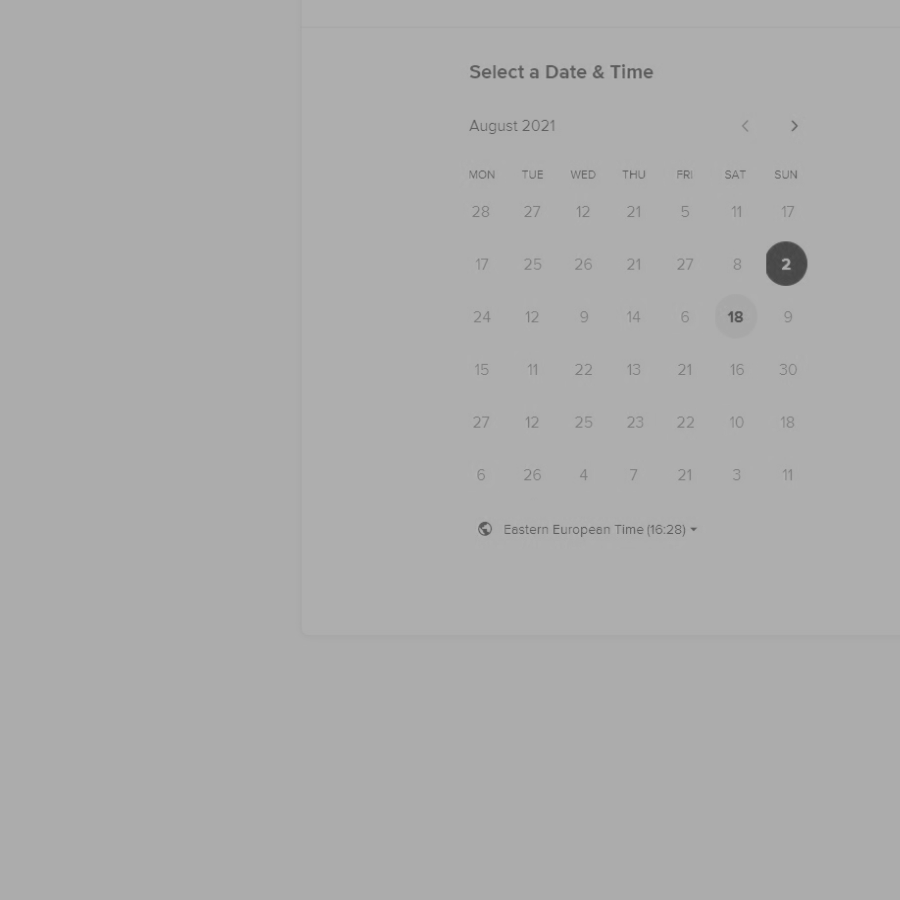 Select a Date & Time
August 2021
MON TUE WED THU FRI SAT SUN
28 27 12 21 5 11 17
17 25 26 21 27 8 2
24 12 9 14 6 18 9
15 11 22 13 21 16 30
27 12 25 23 22 10 18
6 26 4 7 21 3 11
Eastern European Time (16:28)